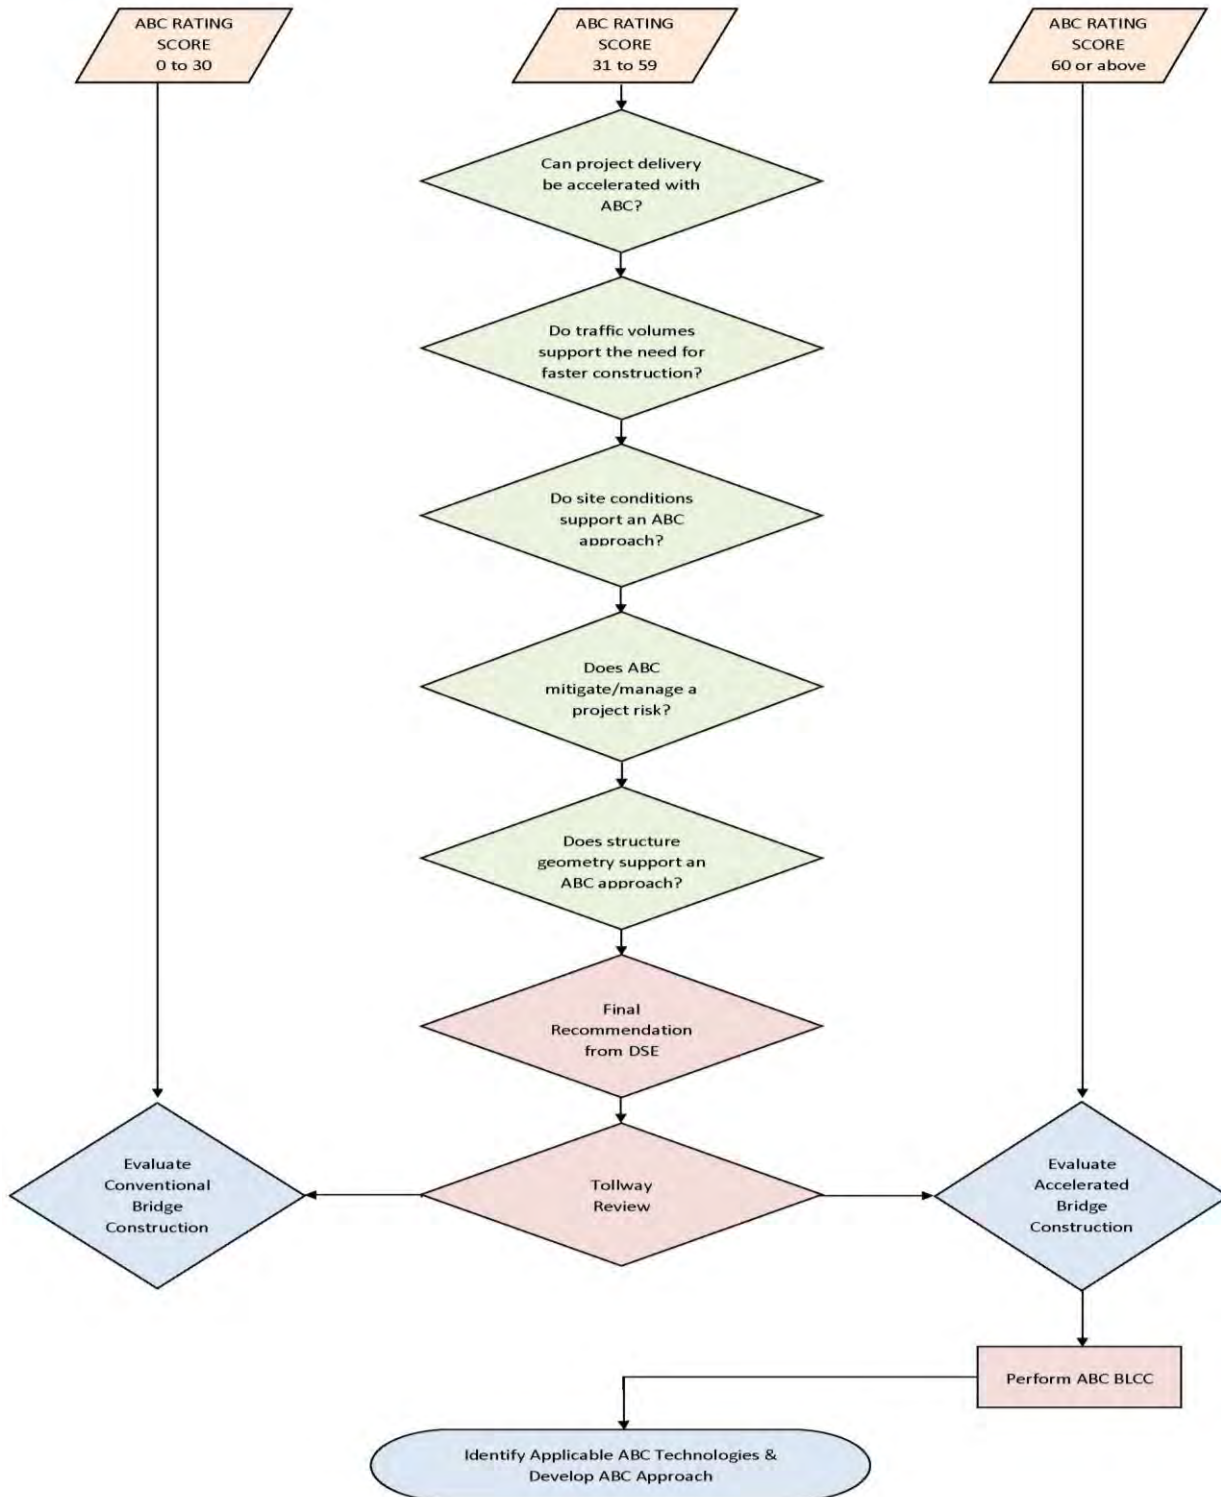 ABC RATING
SCORE
0 to 30
ABC RATING
SCORE
31 to 59
ABC RATING
SCORE
60 or above
Can project delivery
be accelerated with
ABC?
Do traffic volumes
support the need for
faster construction?
Do site conditions
support an ABC
approach?
Does ABC
mitigate/manage a
project risk?
Does structure
geometry support an
ABC approach?
Final
Recommendation
from DSE
Evaluate
Conventional
Bridge
Construction
Tollway
Review
Evaluate
Accelerated
Bridge
Construction
Perform ABC BLCC
Identify Applicable ABC Technologies &
Develop ABC Approach